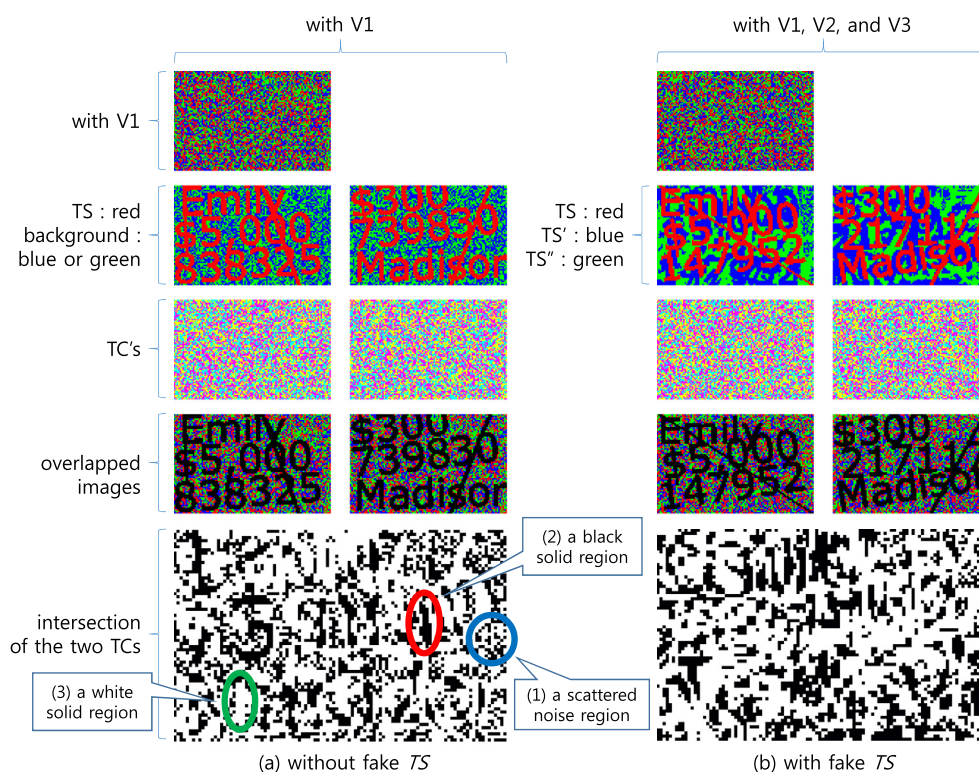 with V1
with V1, V2, and V3
with V1
TS : red
background :
blue or green
Emily
$5,000
838325
$300 /
739830
Madison
TS : red
TS’ : blue
TS” : green
Emily
$5,000
147952
$300
21711/
Madison
TC’s
overlapped
images
Emily
$5,000
838325
$300 /
739830
Madison
Emily
$5,000
147952
$300
21711/
Madison
(2) a black
solid region
intersection
of the two TCs
(3) a white
solid region
(1) a scattered
noise region
(a) without fake TS
(b) with fake TS